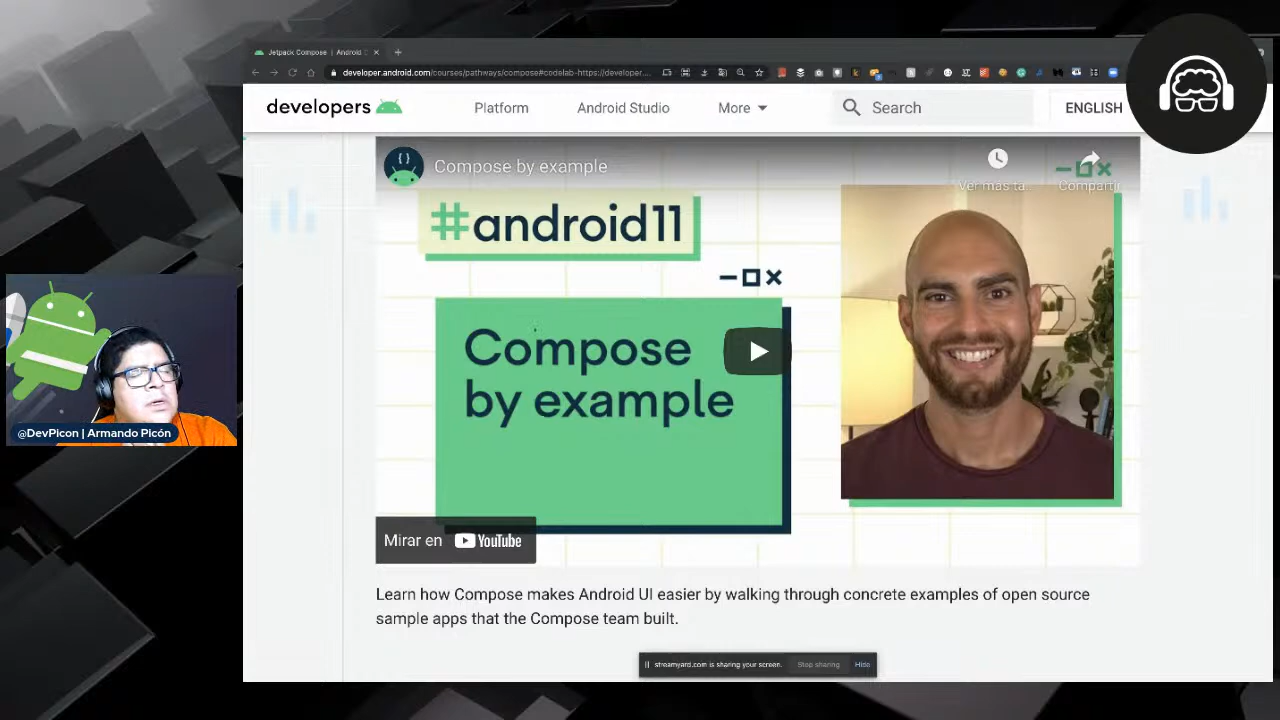 Jetpack Compose | Android
developer.android.com/courses/pathways/compose#codelab-https://developer....
developers
Platform
Android Studio
More
Search
ENGLISH
Compose by example
Ver más ta...
Compartir
#android11
Compose
by example
Mirar en YouTube
@DevPicon | Armando Picón
Learn how Compose makes Android UI easier by walking through concrete examples of open source
sample apps that the Compose team built.
streamyard.com is sharing your screen.
Stop sharing
Hide